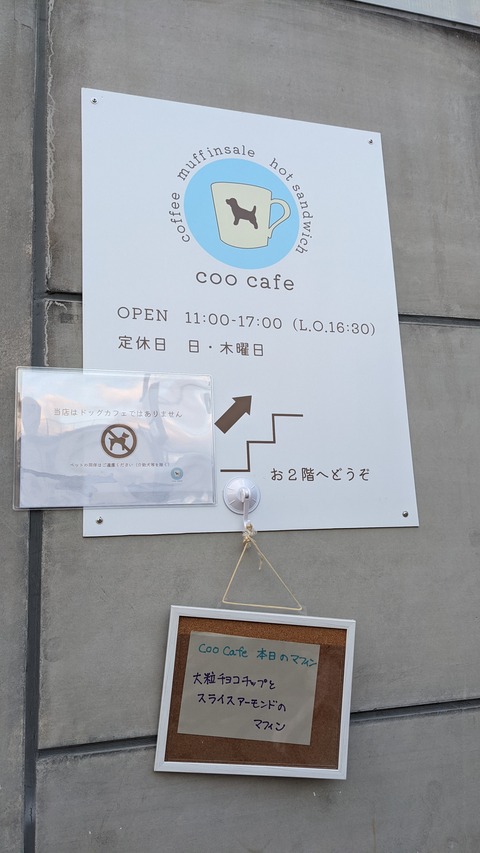 coffee muffinsale hot sandwich
coo cafe
OPEN 11:00-17:00 (L.O.16:30)
定休日 日・木曜日
当店はドッグカフェではありません
お2階へどうぞ
coo cafe 本日のマフィン
大粒チョコチップと
スライスアーモンドの
マフィン